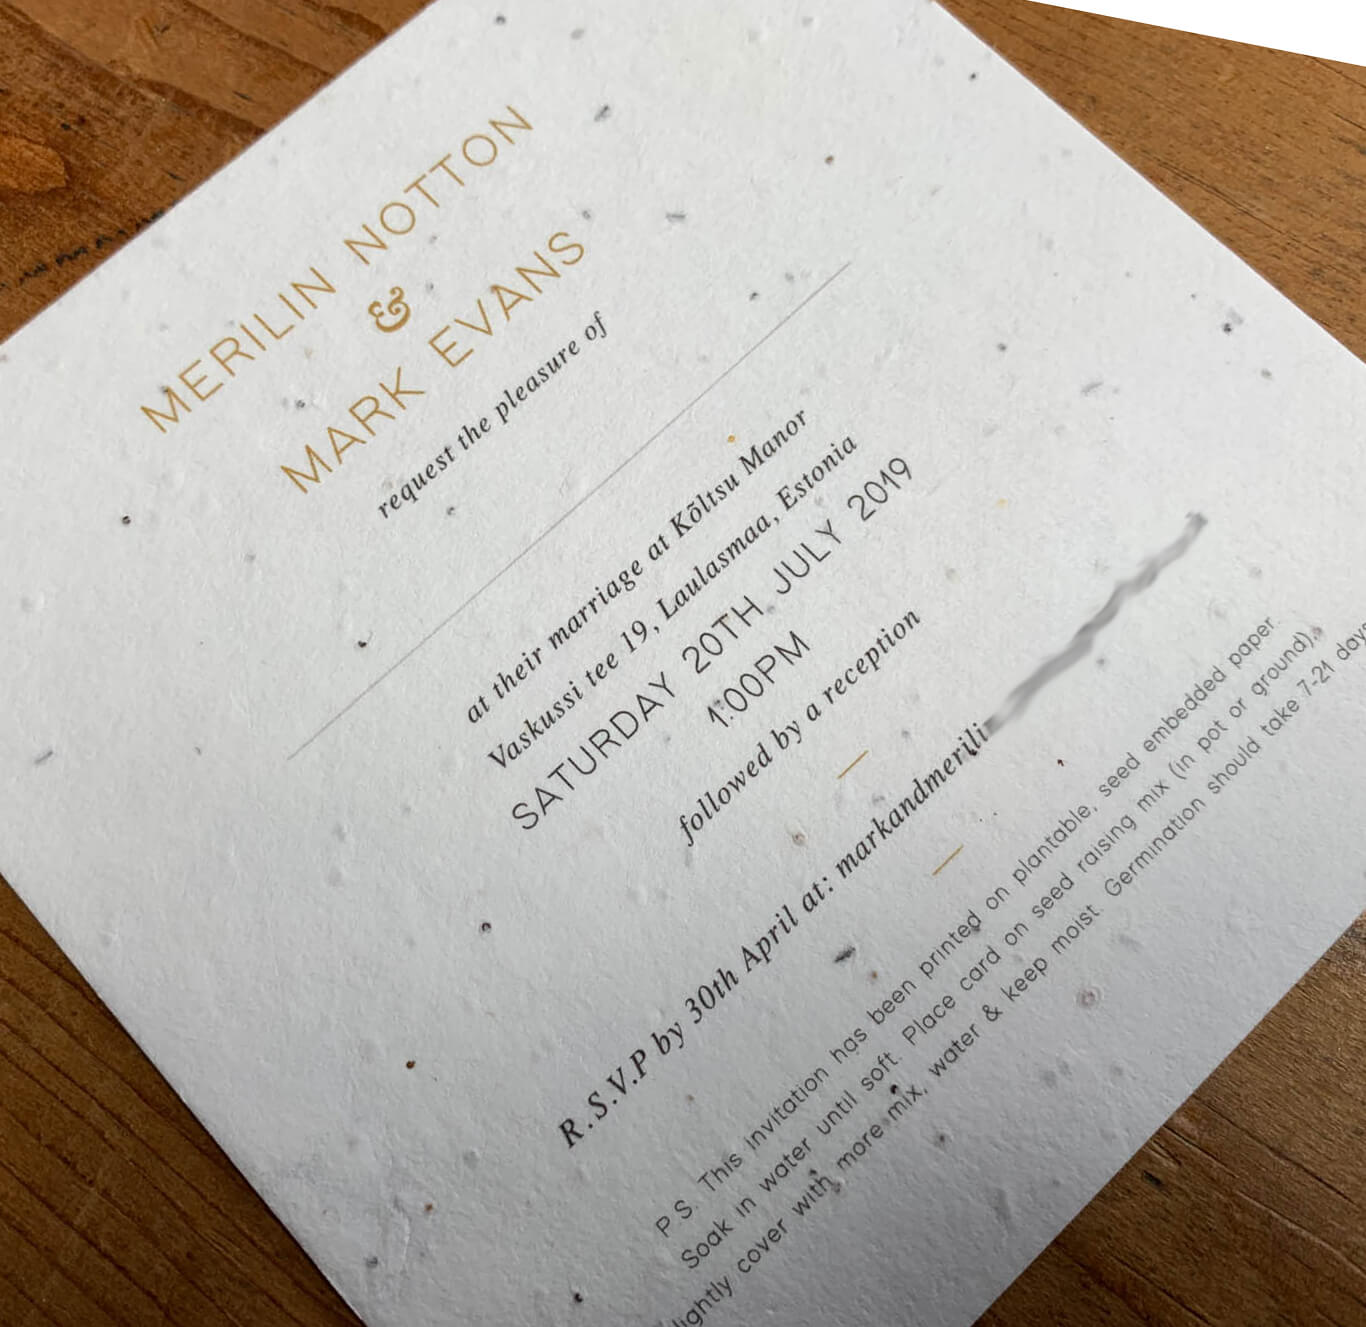 MERILIN NOTTON
&
MARK EVANS
request the pleasure of
at their marriage at Kõltsu Manor
Vaskussi tee 19, Laulasmaa, Estonia
SATURDAY 20TH JULY 2019
1:00PM
followed by a reception
R.S.V.P by 30th April at: markandmerili
P.S. This invitation has been printed on plantable, seed embedded paper.
Soak in water until soft. Place card on seed raising mix (in pot or ground),
lightly cover with more mix, water & keep moist. Germination should take 7-21 days